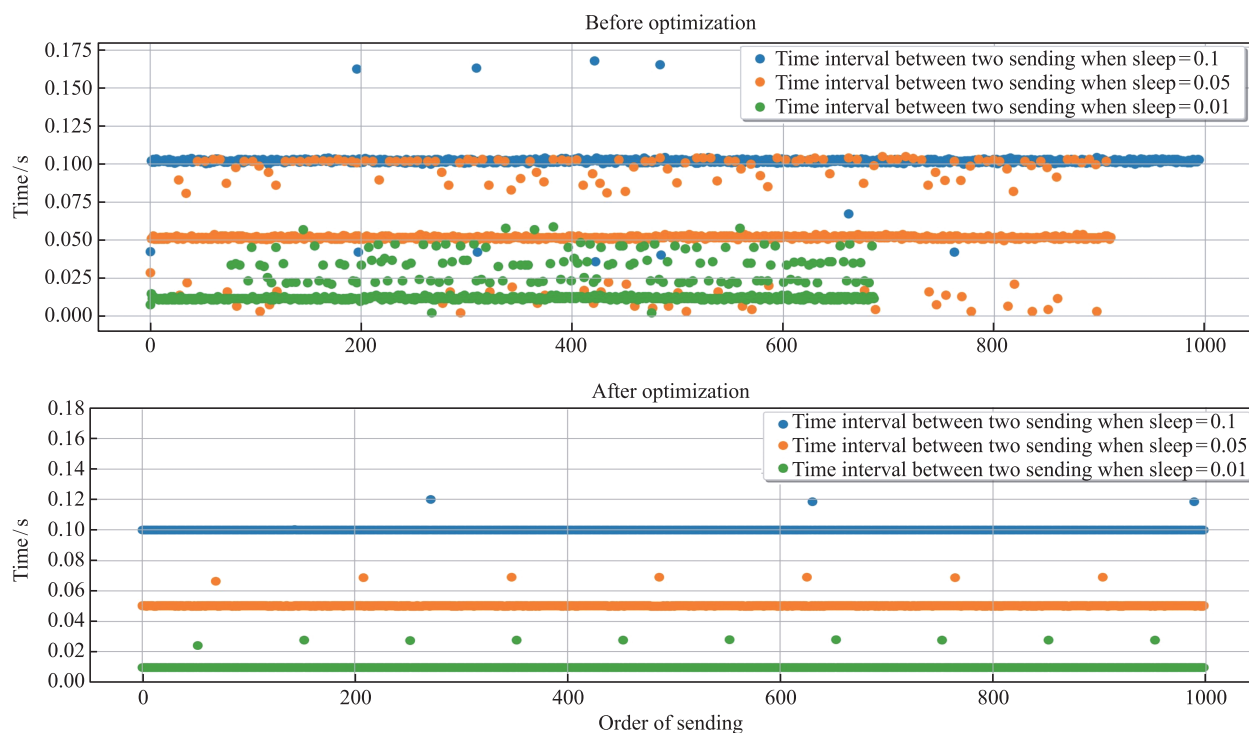 Before optimization
0.175
0.150
0.125
0.100
0.075
0.050
0.025
0.000
Time/s
Time interval between two sending when sleep=0.1
Time interval between two sending when sleep=0.05
Time interval between two sending when sleep=0.01
0 200 400 600 800 1000
After optimization
0.18
0.16
0.14
0.12
0.10
0.08
0.06
0.04
0.02
0.00
Time/s
Time interval between two sending when sleep=0.1
Time interval between two sending when sleep=0.05
Time interval between two sending when sleep=0.01
0 200 400 600 800 1000
Order of sending